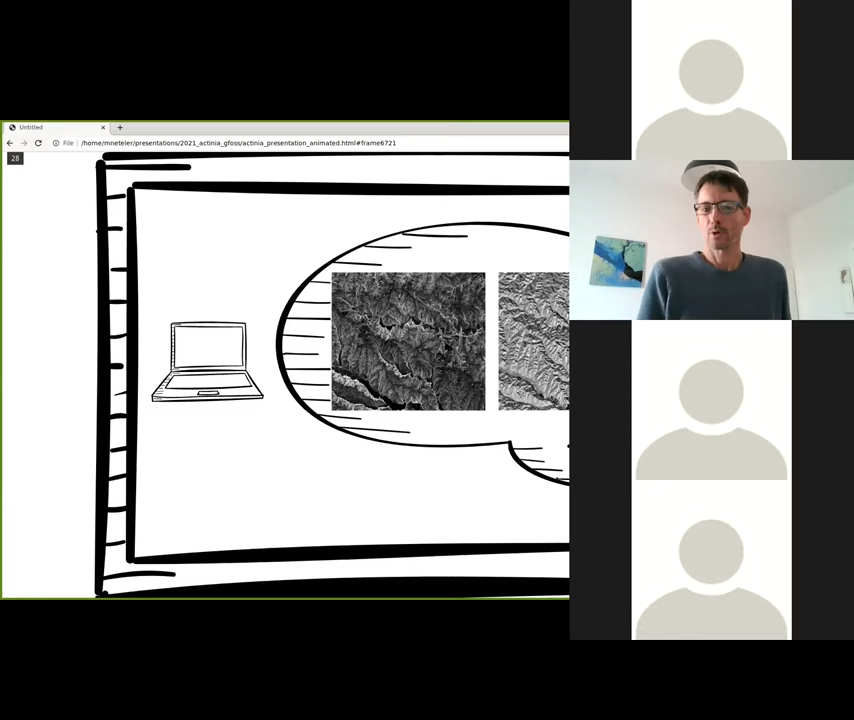 Untitled
File
/home/mneteler/presentations/2021_actinia_gfoss/actinia_presentation_animated.html#frame6721
28